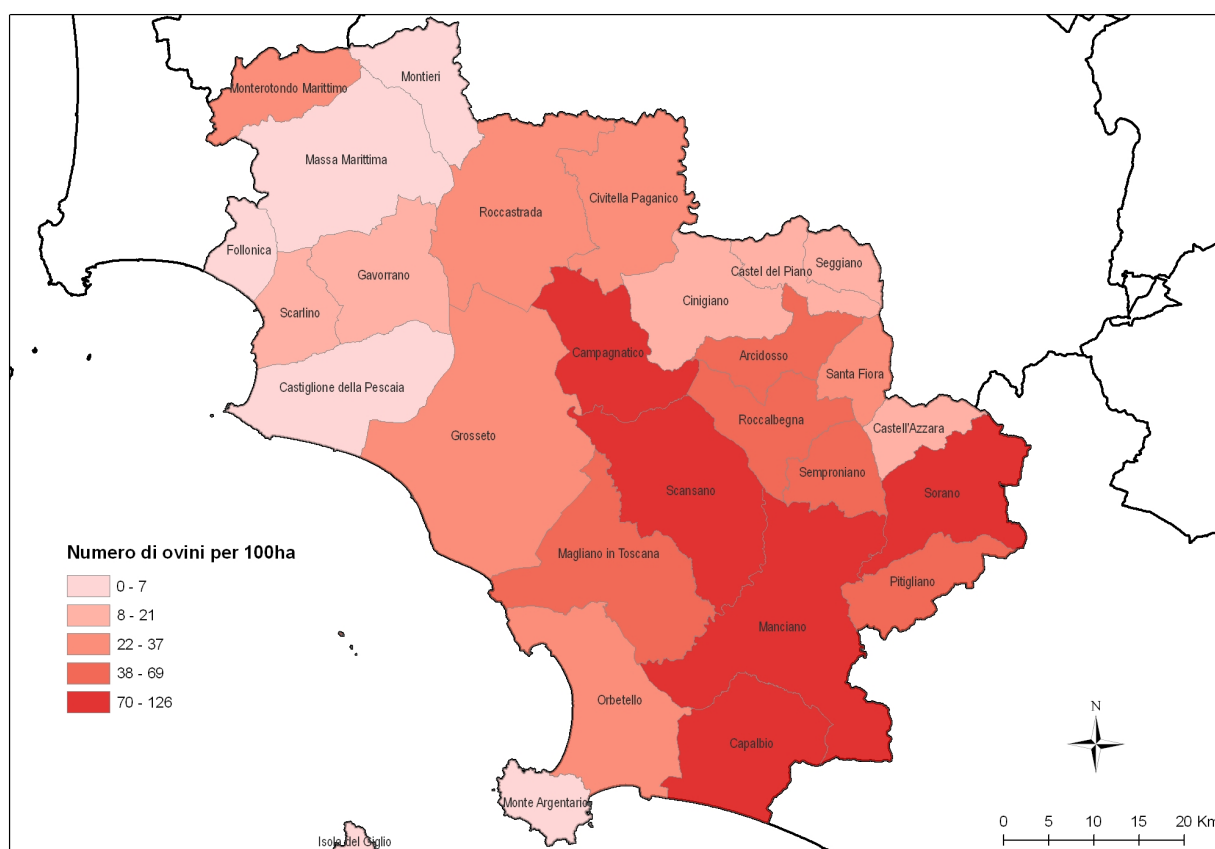 Monterotondo Marittimo
Montieri
Massa Marittima
Civitella Paganico
Roccastrada
Follonica
Gavorrano
Castel del Piano
Seggiano
Cinigiano
Scarlino
Campagnatico
Arcidosso
Santa Fiora
Castiglione della Pescaia
Roccalbegna
Castell'Azzara
Grosseto
Semproniano
Scansano
Sorano
Magliano in Toscana
Pitigliano
Manciano
Orbetello
Capalbio
Monte Argentario
Isola del Giglio
Numero di ovini per 100ha
0 - 7
8 - 21
22 - 37
38 - 69
70 - 126
N
0 5 10 15 20 Km